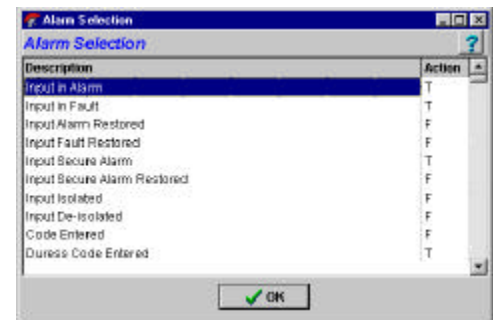 Alarm Selection
Alarm Selection ?
Description Action
Input in Alarm T
Input in Fault T
Input Alarm Restored F
Input Fault Restored F
Input Secure Alarm T
Input Secure Alarm Restored F
Input Isolated F
Input De-isolated F
Code Entered F
Duress Code Entered T
OK